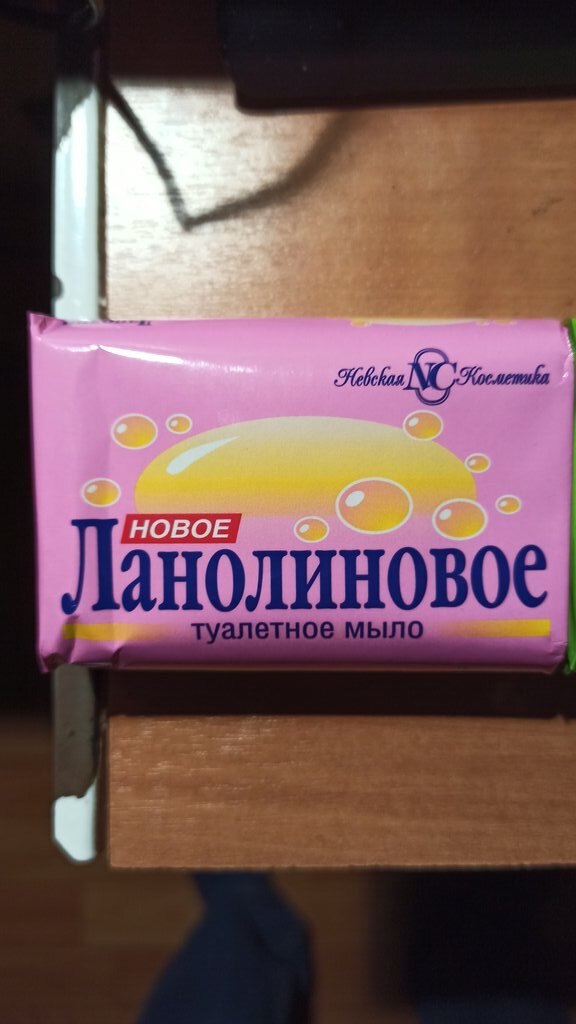 Невская NC Косметика
НОВОЕ
Ланолиновое
туалетное мыло